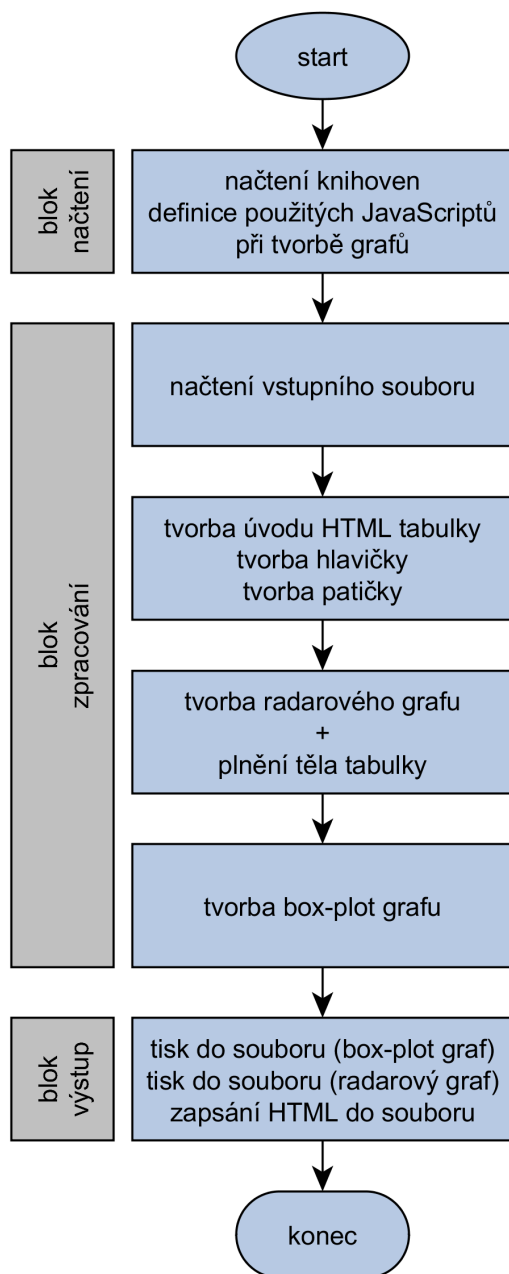 start
blok
načtení
načtení knihoven
definice použitých JavaScriptů
při tvorbě grafů
blok
zpracování
načtení vstupního souboru
tvorba úvodu HTML tabulky
tvorba hlavičky
tvorba patičky
tvorba radarového grafu
+
plnění těla tabulky
tvorba box-plot grafu
blok
výstup
tisk do souboru (box-plot graf)
tisk do souboru (radarový graf)
zapsání HTML do souboru
konec